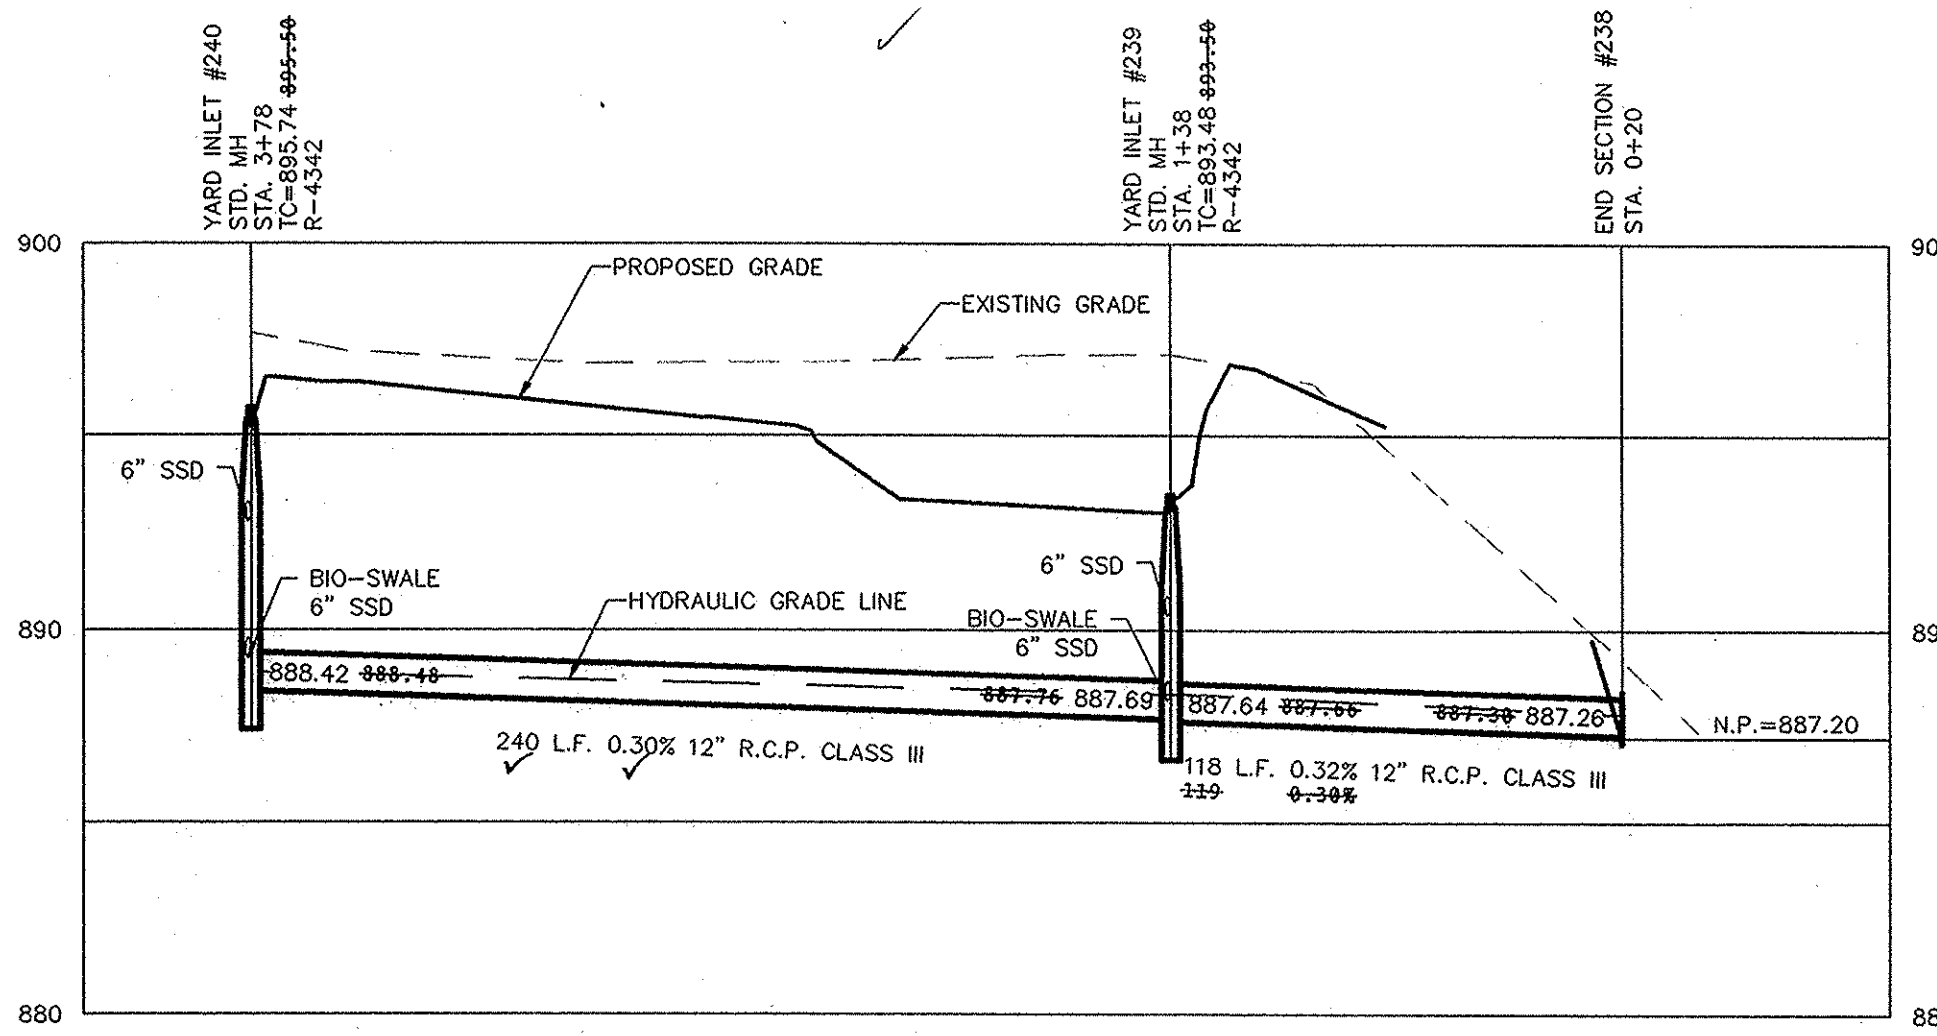 YARD INLET #240
STD. MH
STA. 3+78
TC=895.74 895.50
R-4342
YARD INLET #239
STD. MH
STA. 1+38
TC=893.48 893.50
R-4342
END SECTION #238
STA. 0+20
900
90
PROPOSED GRADE
EXISTING GRADE
6" SSD
6" SSD
BIO-SWALE
6" SSD
HYDRAULIC GRADE LINE
BIO-SWALE
6" SSD
890
89
888.42 888.48
887.76 887.69
887.64 887.66
887.30 887.26
N.P.=887.20
240 L.F. 0.30% 12" R.C.P. CLASS III
118 L.F. 0.32% 12" R.C.P. CLASS III
119 0.30%
880
88